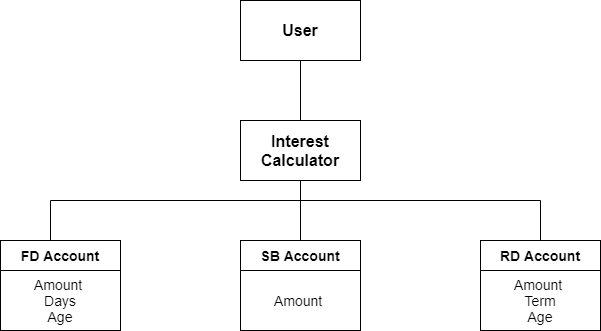 User
Interest
Calculator
FD Account
Amount
Days
Age
SB Account
Amount
RD Account
Amount
Term
Age